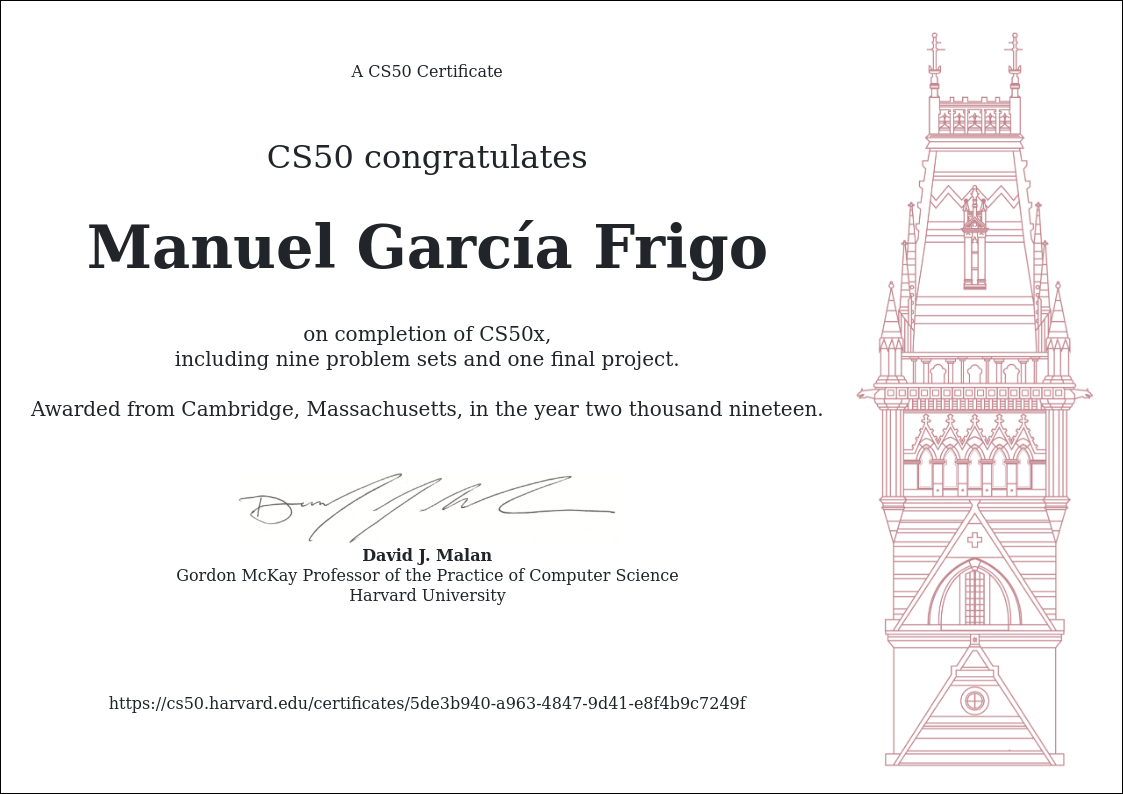 A CS50 Certificate
CS50 congratulates
Manuel García Frigo
on completion of CS50x,
including nine problem sets and one final project.
Awarded from Cambridge, Massachusetts, in the year two thousand nineteen.
David J. Malan
Gordon McKay Professor of the Practice of Computer Science
Harvard University
https://cs50.harvard.edu/certificates/5de3b940-a963-4847-9d41-e8f4b9c7249f